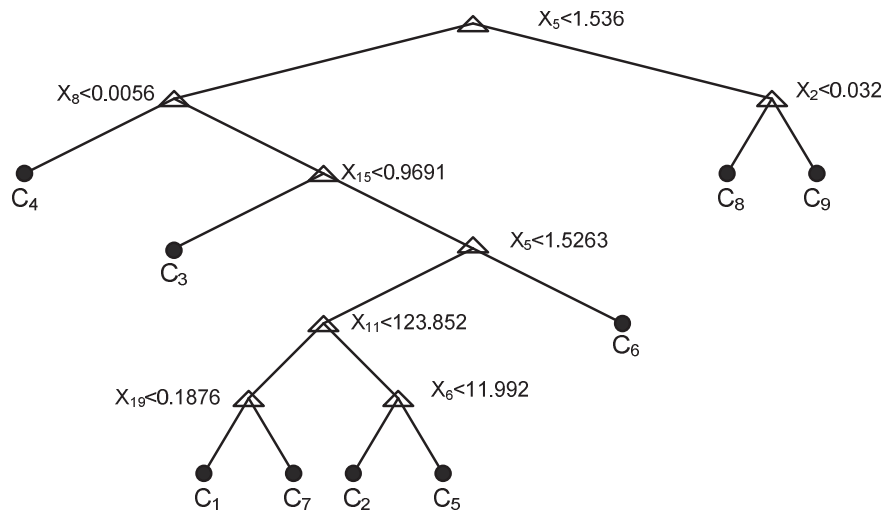 X₅<1.536
X₈<0.0056
X₂<0.032
X₁₅<0.9691
C₄
C₈
C₉
X₅<1.5263
C₃
X₁₁<123.852
C₆
X₁₉<0.1876
X₆<11.992
C₁
C₇
C₂
C₅